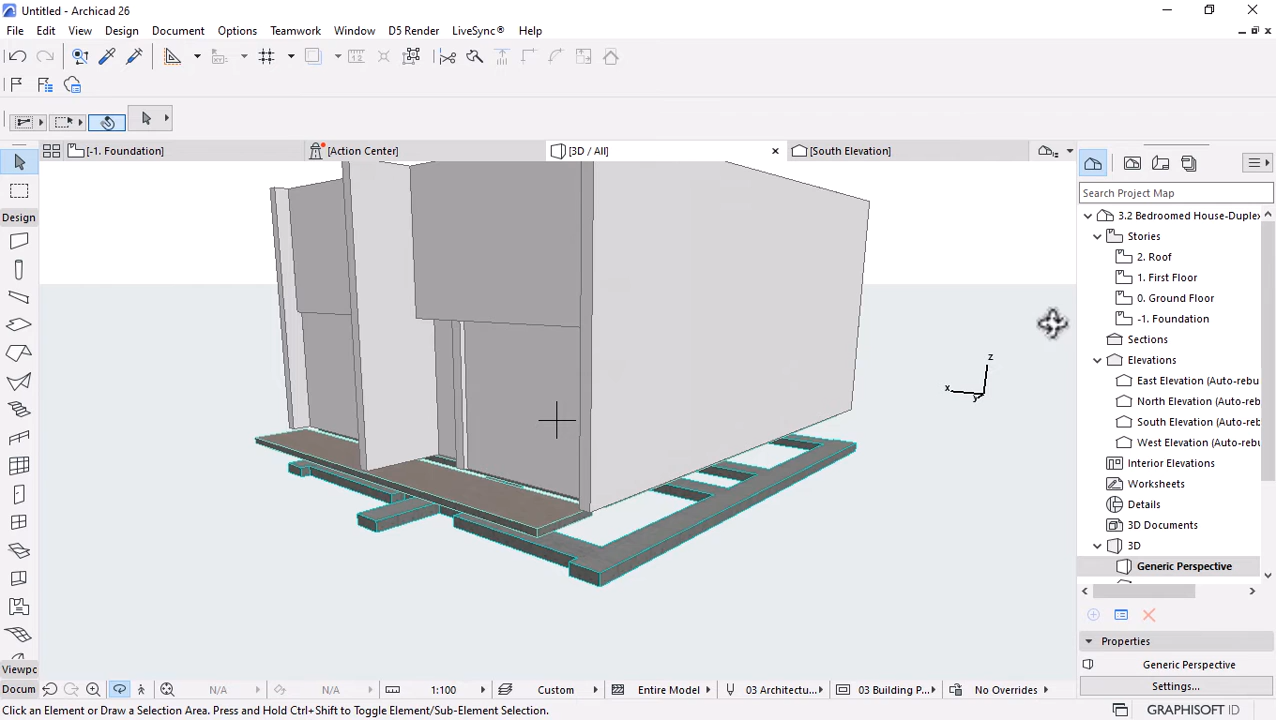 Untitled - Archicad 26
File Edit View Design Document Options Teamwork Window D5 Render LiveSync® Help
[-1. Foundation] [Action Center] [3D / All] [South Elevation]
Search Project Map
3.2 Bedroomed House-Duplex
Stories
2. Roof
1. First Floor
0. Ground Floor
-1. Foundation
Sections
Elevations
East Elevation (Auto-rebu
North Elevation (Auto-reb
South Elevation (Auto-reb
West Elevation (Auto-rebu
Interior Elevations
Worksheets
Details
3D Documents
3D
Generic Perspective
Design
z
x
y
Properties
Generic Perspective
Settings...
Viewpc
Docum
N/A N/A 1:100 Custom Entire Model 03 Architectu... 03 Building P... No Overrides
Click an Element or Draw a Selection Area. Press and Hold Ctrl+Shift to Toggle Element/Sub-Element Selection.
GRAPHISOFT ID